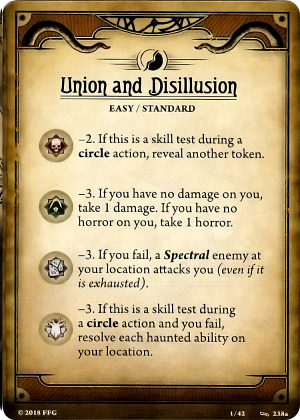 Union and Disillusion
EASY / STANDARD
–2. If this is a skill test during a
circle action, reveal another token.
–3. If you have no damage on you,
take 1 damage. If you have no
horror on you, take 1 horror.
–3. If you fail, a Spectral enemy at
your location attacks you (even if it
is exhausted).
–3. If this is a skill test during
a circle action and you fail,
resolve each haunted ability on
your location.
© 2018 FFG
1/42
238a